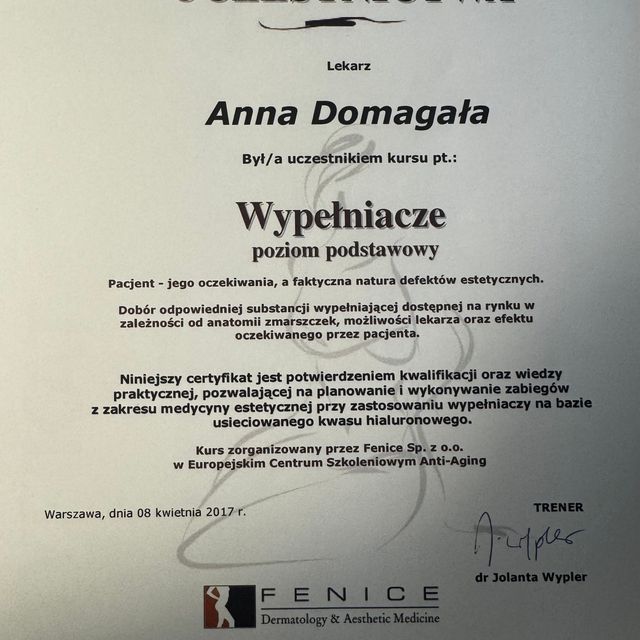 UCZESTNICTWA
Lekarz
Anna Domagała
Był/a uczestnikiem kursu pt.:
Wypełniacze
poziom podstawowy
Pacjent - jego oczekiwania, a faktyczna natura defektów estetycznych.
Dobór odpowiedniej substancji wypełniającej dostępnej na rynku w
zależności od anatomii zmarszczek, możliwości lekarza oraz efektu
oczekiwanego przez pacjenta.
Niniejszy certyfikat jest potwierdzeniem kwalifikacji oraz wiedzy
praktycznej, pozwalającej na planowanie i wykonywanie zabiegów
z zakresu medycyny estetycznej przy zastosowaniu wypełniaczy na bazie
usieciowanego kwasu hialuronowego.
Kurs zorganizowany przez Fenice Sp. z o.o.
w Europejskim Centrum Szkoleniowym Anti-Aging
Warszawa, dnia 08 kwietnia 2017 r.
TRENER
A. Wypler
dr Jolanta Wypler
FENICE
Dermatology & Aesthetic Medicine